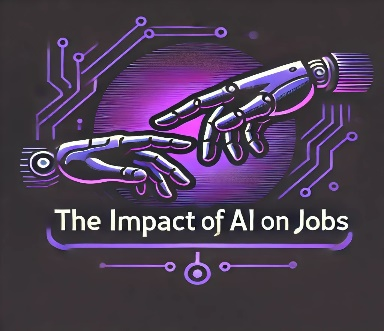 The Impact of AI on Jobs